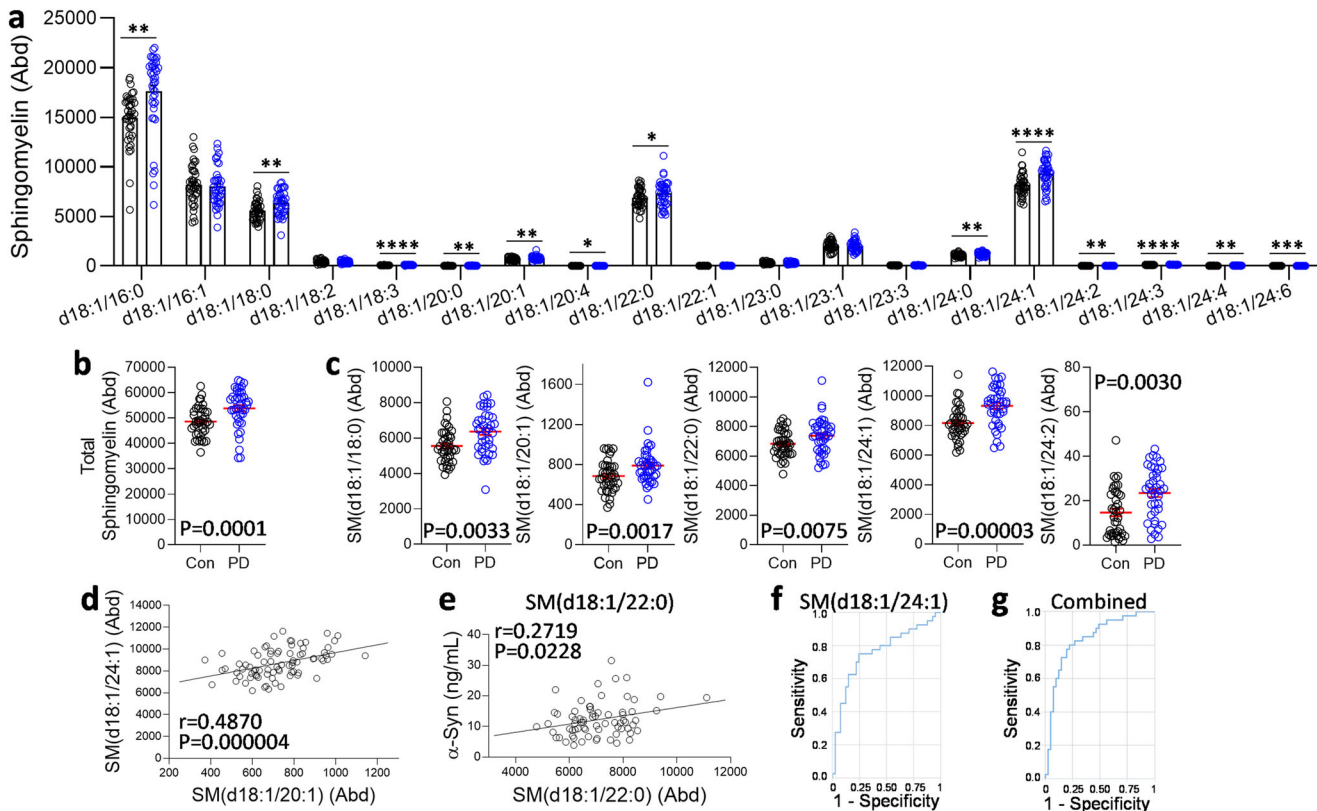 a
Sphingomyelin (Abd)
25000
20000
15000
10000
5000
0
**
**
****
**
**
*
*
**
****
**
****
**
***
d18:1/16:0
d18:1/16:1
d18:1/18:0
d18:1/18:2
d18:1/18:3
d18:1/20:0
d18:1/20:1
d18:1/20:4
d18:1/22:0
d18:1/22:1
d18:1/23:0
d18:1/23:1
d18:1/23:3
d18:1/24:0
d18:1/24:1
d18:1/24:2
d18:1/24:3
d18:1/24:4
d18:1/24:6
b
Total
Sphingomyelin (Abd)
70000
60000
50000
40000
30000
20000
10000
0
P=0.0001
Con PD
c
SM(d18:1/18:0) (Abd)
10000
8000
6000
4000
2000
0
P=0.0033
Con PD
SM(d18:1/20:1) (Abd)
1600
1200
800
400
0
P=0.0017
Con PD
SM(d18:1/22:0) (Abd)
12000
10000
8000
6000
4000
2000
0
P=0.0075
Con PD
SM(d18:1/24:1) (Abd)
12000
10000
8000
6000
4000
2000
0
P=0.00003
Con PD
SM(d18:1/24:2) (Abd)
80
60
40
20
0
P=0.0030
Con PD
d
SM(d18:1/24:1) (Abd)
14000
12000
10000
8000
6000
4000
2000
0
r=0.4870
P=0.000004
200 400 600 800 1000 1200
SM(d18:1/20:1) (Abd)
e
SM(d18:1/22:0)
α-Syn (ng/mL)
40
30
20
10
0
r=0.2719
P=0.0228
4000 6000 8000 10000 12000
SM(d18:1/22:0) (Abd)
f
SM(d18:1/24:1)
Sensitivity
1.0
0.8
0.6
0.4
0.2
0.0
0 0.25 0.50 0.75 1
1 - Specificity
g
Combined
Sensitivity
1.0
0.8
0.6
0.4
0.2
0.0
0 0.25 0.50 0.75 1
1 - Specificity